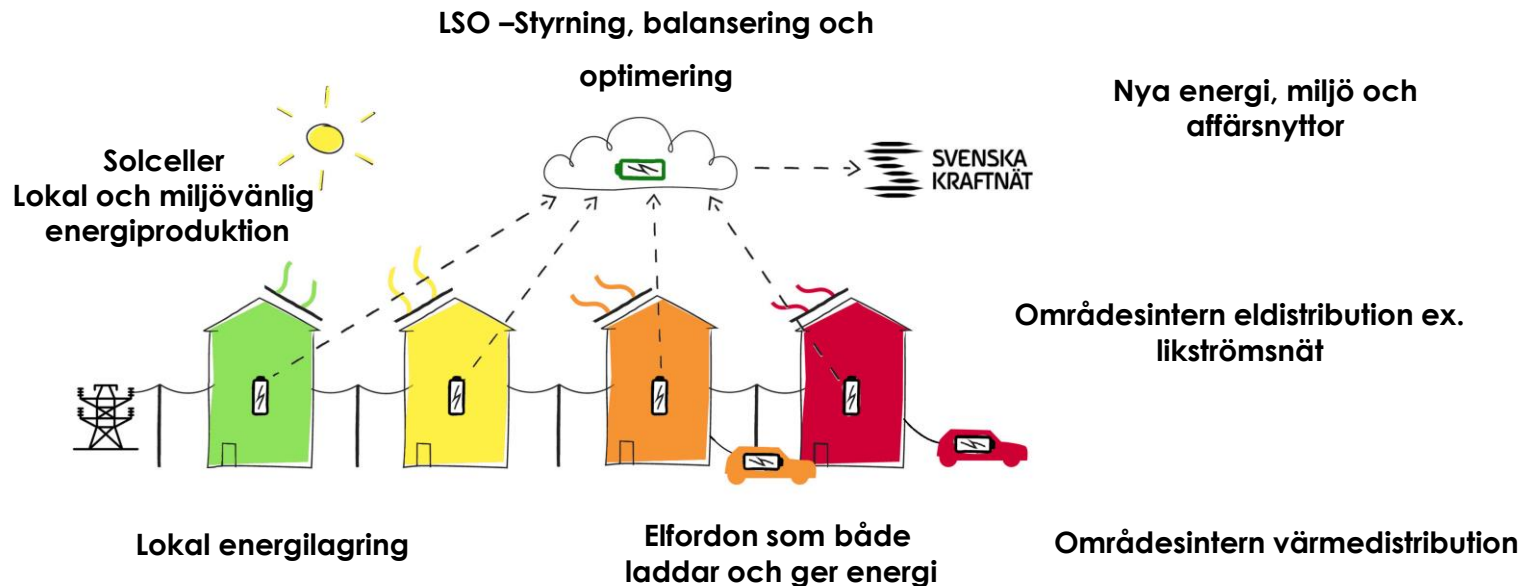 LSO –Styrning, balansering och
optimering
Nya energi, miljö och
affärsnyttor
Solceller
Lokal och miljövänlig
energiproduktion
SVENSKA
KRAFTNÄT
Områdesintern eldistribution ex.
likströmsnät
Lokal energilagring
Elfordon som både
laddar och ger energi
Områdesintern värmedistribution